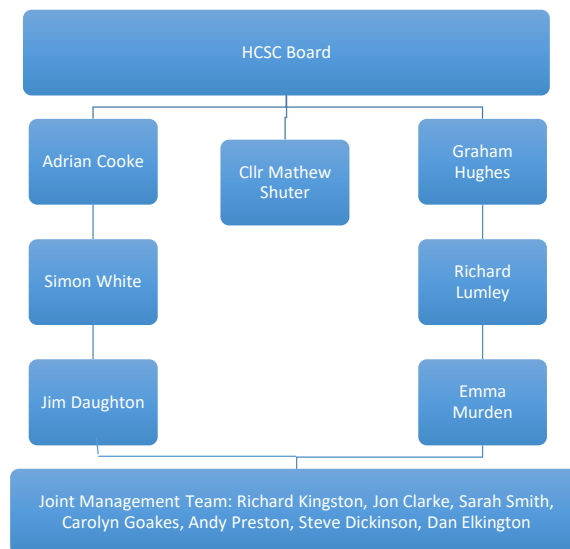 HCSC Board
Adrian Cooke
Cllr Mathew
Shuter
Graham
Hughes
Simon White
Richard
Lumley
Jim Daughton
Emma
Murden
Joint Management Team: Richard Kingston, Jon Clarke, Sarah Smith,
Carolyn Goakes, Andy Preston, Steve Dickinson, Dan Elkington